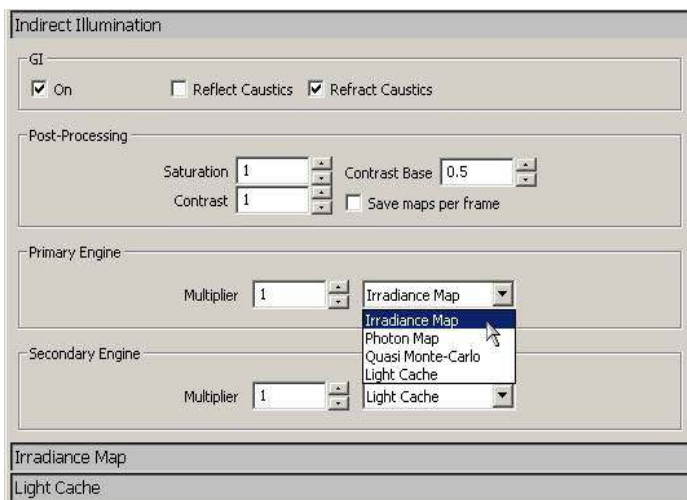 Indirect Illumination
GI
On Reflect Caustics Refract Caustics
Post-Processing
Saturation 1 Contrast Base 0.5
Contrast 1 Save maps per frame
Primary Engine
Multiplier 1 Irradiance Map
Irradiance Map
Photon Map
Quasi Monte-Carlo
Light Cache
Secondary Engine
Multiplier 1 Light Cache
Irradiance Map
Light Cache